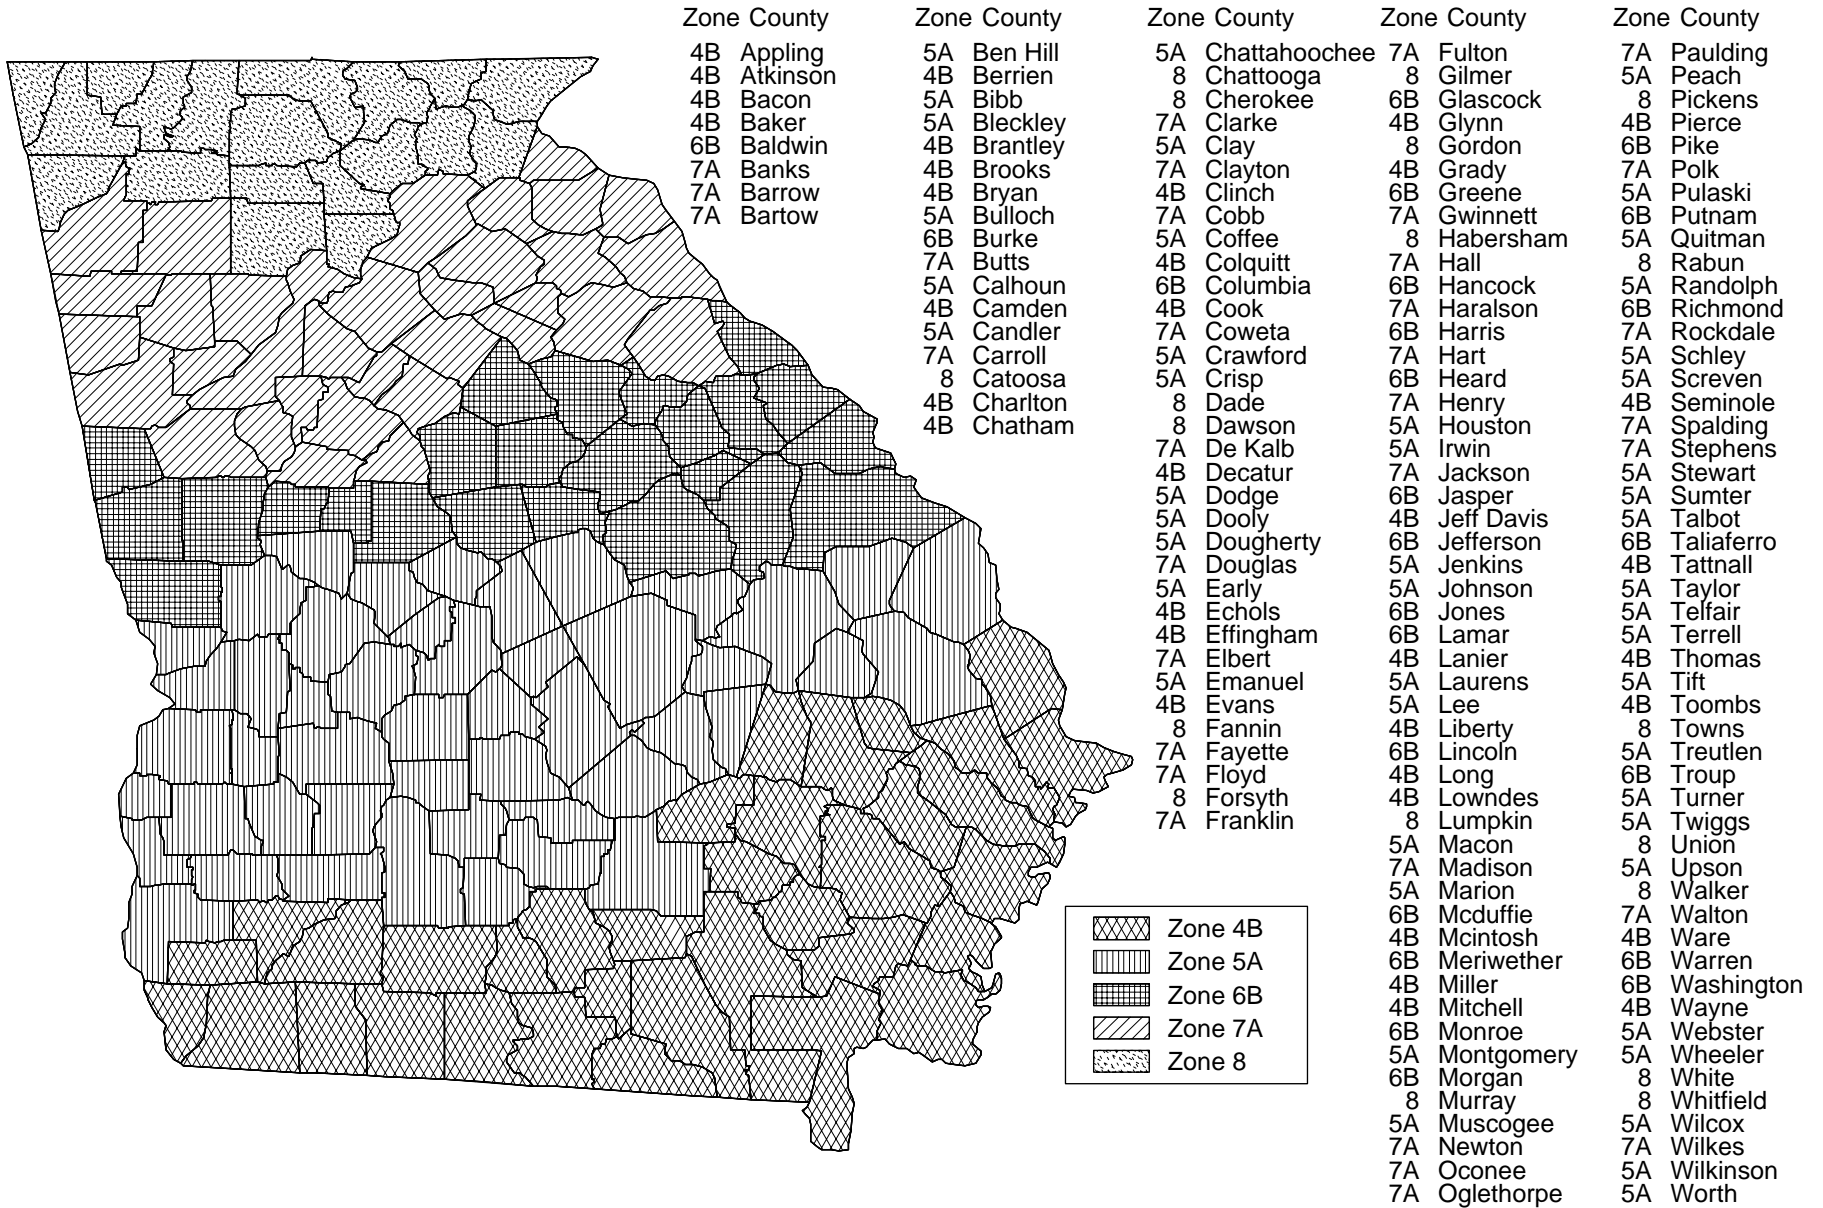 Zone County
4B Appling
4B Atkinson
4B Bacon
4B Baker
6B Baldwin
7A Banks
7A Barrow
7A Bartow
Zone County
5A Ben Hill
4B Berrien
5A Bibb
5A Bleckley
4B Brantley
4B Brooks
4B Bryan
5A Bulloch
6B Burke
7A Butts
5A Calhoun
4B Camden
5A Candler
7A Carroll
8 Catoosa
4B Charlton
4B Chatham
Zone County
5A Chattahoochee
8 Chattooga
8 Cherokee
7A Clarke
5A Clay
7A Clayton
4B Clinch
7A Cobb
5A Coffee
4B Colquitt
6B Columbia
4B Cook
7A Coweta
5A Crawford
5A Crisp
8 Dade
8 Dawson
7A De Kalb
4B Decatur
5A Dodge
5A Dooly
5A Dougherty
7A Douglas
5A Early
4B Echols
4B Effingham
7A Elbert
5A Emanuel
4B Evans
8 Fannin
7A Fayette
7A Floyd
8 Forsyth
7A Franklin
Zone County
7A Fulton
8 Gilmer
6B Glascock
4B Glynn
8 Gordon
4B Grady
6B Greene
7A Gwinnett
8 Habersham
7A Hall
6B Hancock
7A Haralson
6B Harris
7A Hart
6B Heard
7A Henry
5A Houston
5A Irwin
7A Jackson
6B Jasper
4B Jeff Davis
6B Jefferson
5A Jenkins
5A Johnson
6B Jones
6B Lamar
4B Lanier
5A Laurens
5A Lee
4B Liberty
6B Lincoln
4B Long
4B Lowndes
8 Lumpkin
5A Macon
7A Madison
5A Marion
6B Mcduffie
4B Mcintosh
6B Meriwether
4B Miller
4B Mitchell
6B Monroe
5A Montgomery
6B Morgan
8 Murray
5A Muscogee
7A Newton
7A Oconee
7A Oglethorpe
Zone County
7A Paulding
5A Peach
8 Pickens
4B Pierce
6B Pike
7A Polk
5A Pulaski
6B Putnam
5A Quitman
8 Rabun
5A Randolph
6B Richmond
7A Rockdale
5A Schley
5A Screven
4B Seminole
7A Spalding
7A Stephens
5A Stewart
5A Sumter
5A Talbot
6B Taliaferro
4B Tattnall
5A Taylor
5A Telfair
5A Terrell
4B Thomas
5A Tift
4B Toombs
8 Towns
5A Treutlen
6B Troup
5A Turner
5A Twiggs
8 Union
5A Upson
8 Walker
7A Walton
4B Ware
6B Warren
6B Washington
4B Wayne
5A Webster
5A Wheeler
8 White
8 Whitfield
5A Wilcox
7A Wilkes
5A Wilkinson
5A Worth
Zone 4B
Zone 5A
Zone 6B
Zone 7A
Zone 8